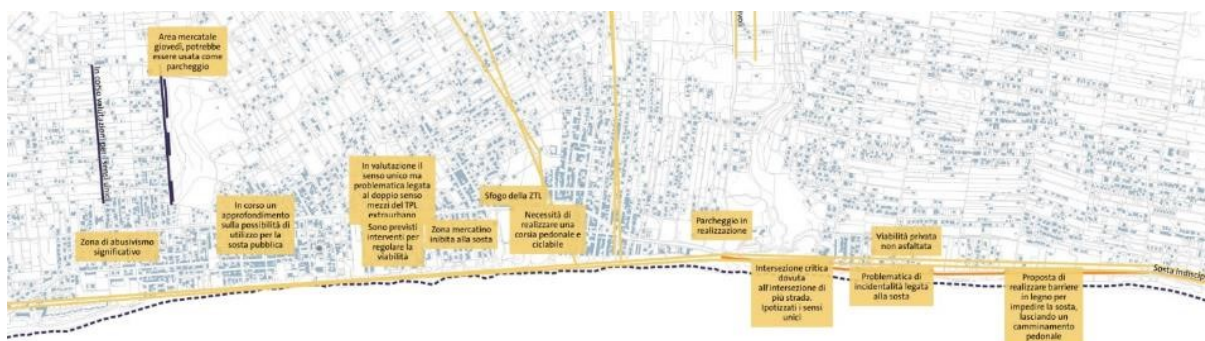 Area mercatale
giovedì, potrebbe
essere usata come
parcheggio
In corso
Zona di abusivismo
significativo
In corso un
approfondimento
sulla possibilità di
utilizzo per la
sosta pubblica
In valutazione il
senso unico ma
problematica legata
al doppio senso
mezzi del TPL
extraurbano
Sono previsti
interventi per
regolare la
viabilità
Zona mercatino
inibita alla sosta
Sfogo della ZTL
Necessità di
realizzare una
corsia pedonale e
ciclabile
Parcheggio in
realizzazione
Intersezione critica
dovuta
all'intersezione di
più strada.
Ipotizzati i sensi
unici
Viabilità privata
non asfaltata
Problematica di
incidentalità legata
alla sosta
Proposta di
realizzare barriere
in legno per
impedire la sosta,
lasciando un
camminamento
pedonale
Sosta Indiscip